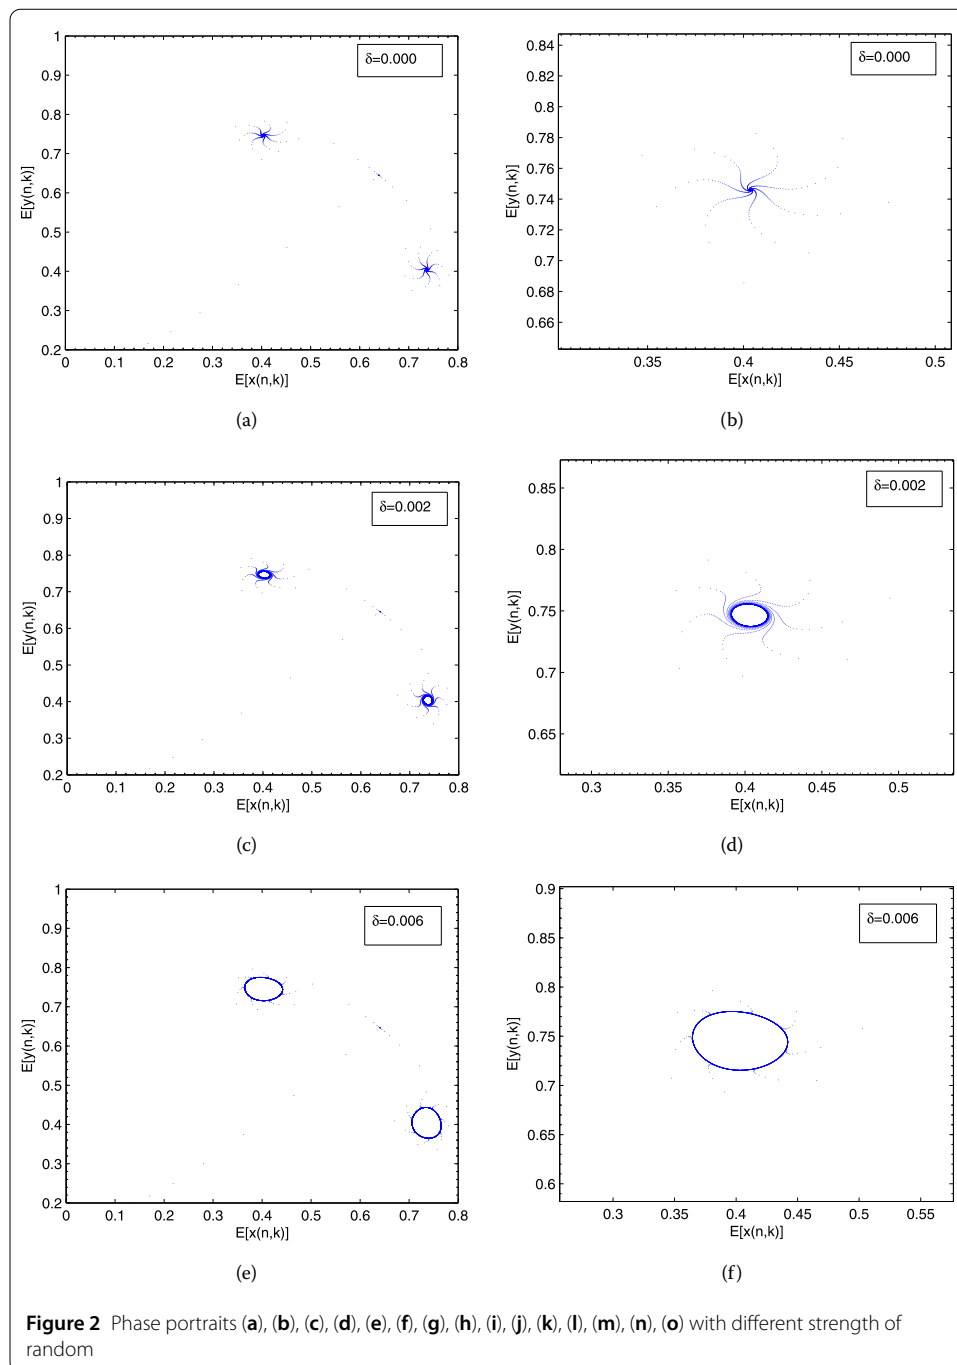 1
0.9
0.8
0.7
0.6
0.5
0.4
0.3
0.2
E[y(n,k)]
δ=0.000
0 0.1 0.2 0.3 0.4 0.5 0.6 0.7 0.8
E[x(n,k)]
(a)
0.84
0.82
0.8
0.78
0.76
0.74
0.72
0.7
0.68
0.66
E[y(n,k)]
δ=0.000
0.35 0.4 0.45 0.5
E[x(n,k)]
(b)
1
0.9
0.8
0.7
0.6
0.5
0.4
0.3
0.2
E[y(n,k)]
δ=0.002
0 0.1 0.2 0.3 0.4 0.5 0.6 0.7 0.8
E[x(n,k)]
(c)
0.85
0.8
0.75
0.7
0.65
E[y(n,k)]
δ=0.002
0.3 0.35 0.4 0.45 0.5
E[x(n,k)]
(d)
1
0.9
0.8
0.7
0.6
0.5
0.4
0.3
0.2
E[y(n,k)]
δ=0.006
0 0.1 0.2 0.3 0.4 0.5 0.6 0.7 0.8
E[x(n,k)]
(e)
0.9
0.85
0.8
0.75
0.7
0.65
0.6
E[y(n,k)]
δ=0.006
0.3 0.35 0.4 0.45 0.5 0.55
E[x(n,k)]
(f)
Figure 2 Phase portraits (a), (b), (c), (d), (e), (f), (g), (h), (i), (j), (k), (l), (m), (n), (o) with different strength of
random